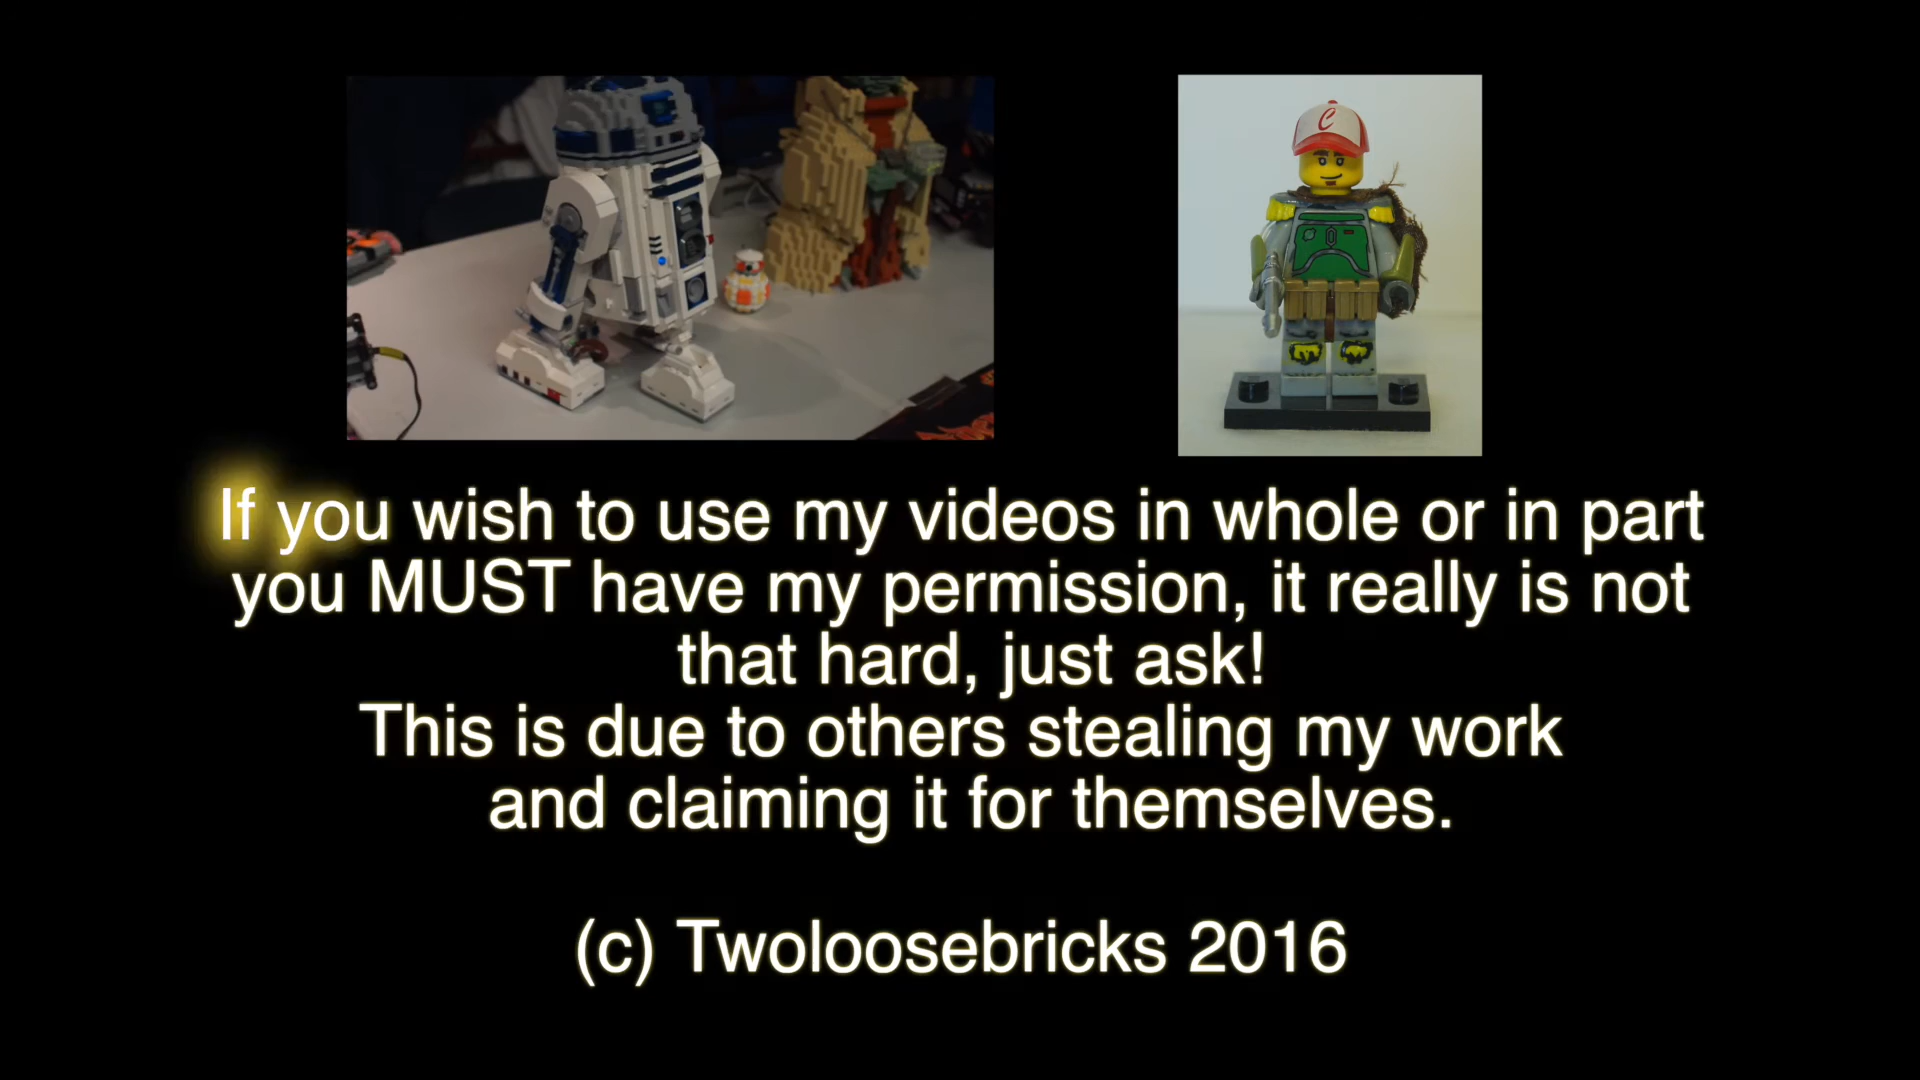 C
If you wish to use my videos in whole or in part
you MUST have my permission, it really is not
that hard, just ask!
This is due to others stealing my work
and claiming it for themselves.
(c) Twoloosebricks 2016